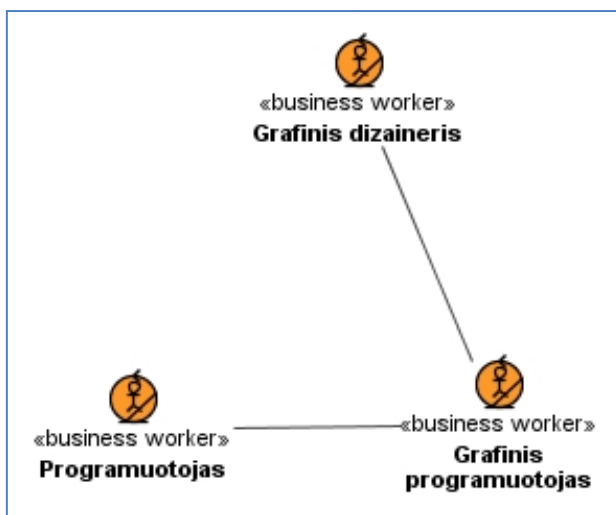 «business worker»
Grafinis dizaineris
«business worker»
Programuotojas
«business worker»
Grafinis
programuotojas